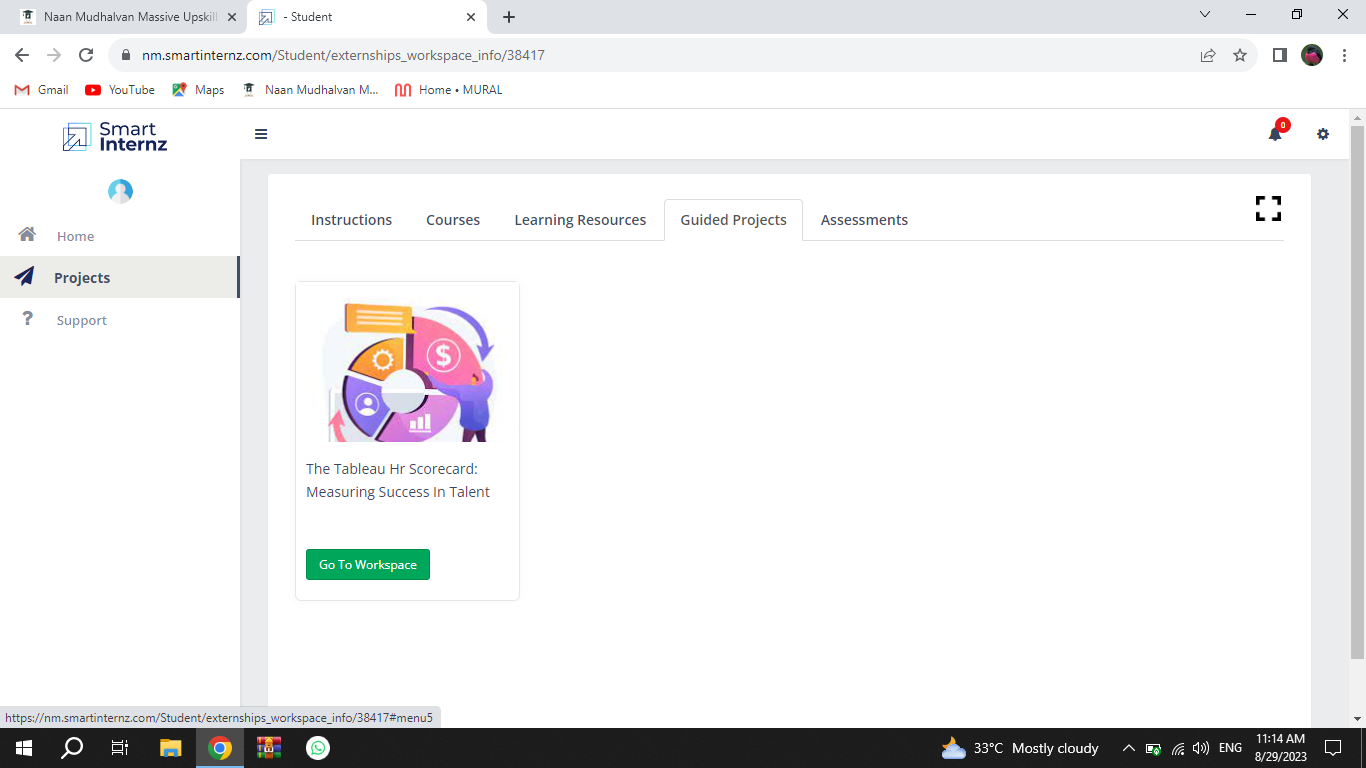 Naan Mudhalvan Massive Upskill
- Student
nm.smartinternz.com/Student/externships_workspace_info/38417
Gmail
YouTube
Maps
Naan Mudhalvan M...
Home • MURAL
Smart
Internz
0
Home
Projects
Support
Instructions
Courses
Learning Resources
Guided Projects
Assessments
$
The Tableau Hr Scorecard:
Measuring Success In Talent
Go To Workspace
https://nm.smartinternz.com/Student/externships_workspace_info/38417#menu5
33°C Mostly cloudy
ENG
11:14 AM
8/29/2023